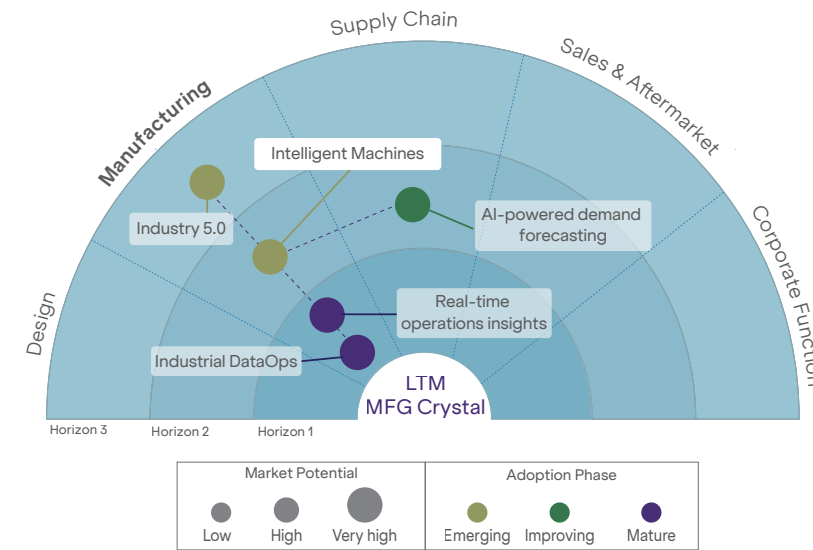 Supply Chain
Sales & Aftermarket
Manufacturing
Intelligent Machines
AI-powered demand
forecasting
Industry 5.0
Corporate Function
Design
Real-time
operations insights
Industrial DataOps
LTM
MFG Crystal
Horizon 3
Horizon 2
Horizon 1
Market Potential
Adoption Phase
Low
High
Very high
Emerging
Improving
Mature